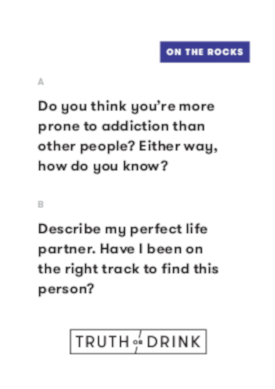 ON THE ROCKS
A
Do you think you're more
prone to addiction than
other people? Either way,
how do you know?
B
Describe my perfect life
partner. Have I been on
the right track to find this
person?
TRUTH OR DRINK